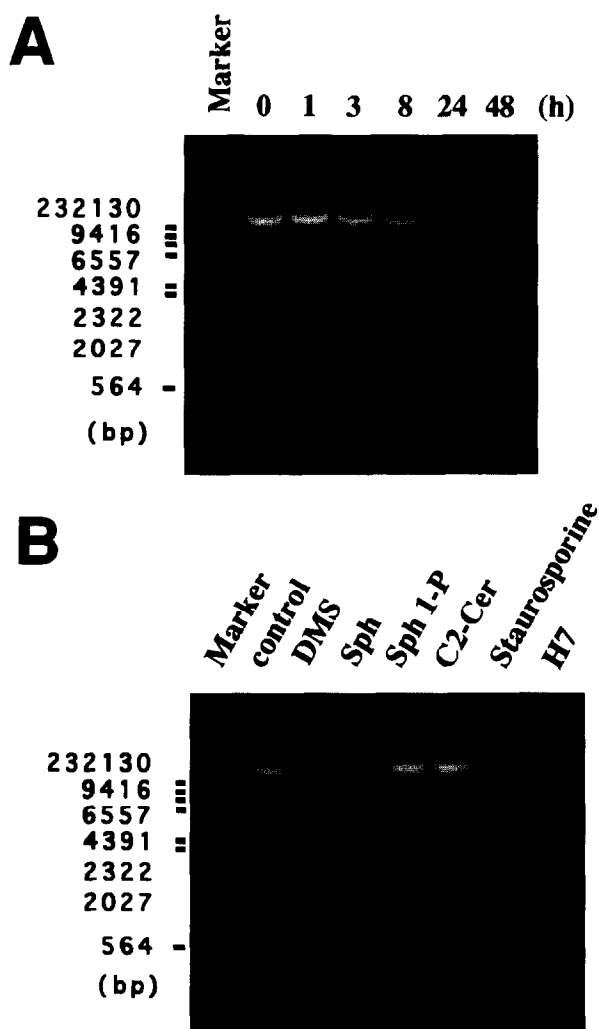 A
Marker
0 1 3 8 24 48 (h)
232130
9416
6557
4391
2322
2027
564
(bp)
B
Marker control DMS Sph Sph 1-P C2-Cer Staurosporine H7
232130
9416
6557
4391
2322
2027
564
(bp)